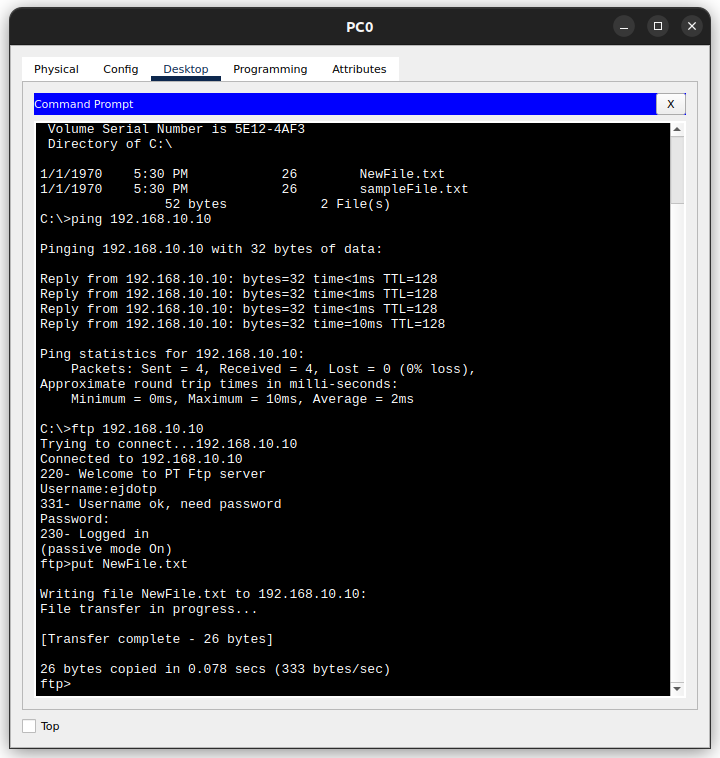 PC0
Physical Config Desktop Programming Attributes
Command Prompt X
Volume Serial Number is 5E12-4AF3
Directory of C:\
1/1/1970 5:30 PM 26 NewFile.txt
1/1/1970 5:30 PM 26 sampleFile.txt
52 bytes 2 File(s)
C:\>ping 192.168.10.10
Pinging 192.168.10.10 with 32 bytes of data:
Reply from 192.168.10.10: bytes=32 time<1ms TTL=128
Reply from 192.168.10.10: bytes=32 time<1ms TTL=128
Reply from 192.168.10.10: bytes=32 time<1ms TTL=128
Reply from 192.168.10.10: bytes=32 time=10ms TTL=128
Ping statistics for 192.168.10.10:
Packets: Sent = 4, Received = 4, Lost = 0 (0% loss),
Approximate round trip times in milli-seconds:
Minimum = 0ms, Maximum = 10ms, Average = 2ms
C:\>ftp 192.168.10.10
Trying to connect...192.168.10.10
Connected to 192.168.10.10
220- Welcome to PT Ftp server
Username:ejdotp
331- Username ok, need password
Password:
230- Logged in
(passive mode On)
ftp>put NewFile.txt
Writing file NewFile.txt to 192.168.10.10:
File transfer in progress...
[Transfer complete - 26 bytes]
26 bytes copied in 0.078 secs (333 bytes/sec)
ftp>
Top